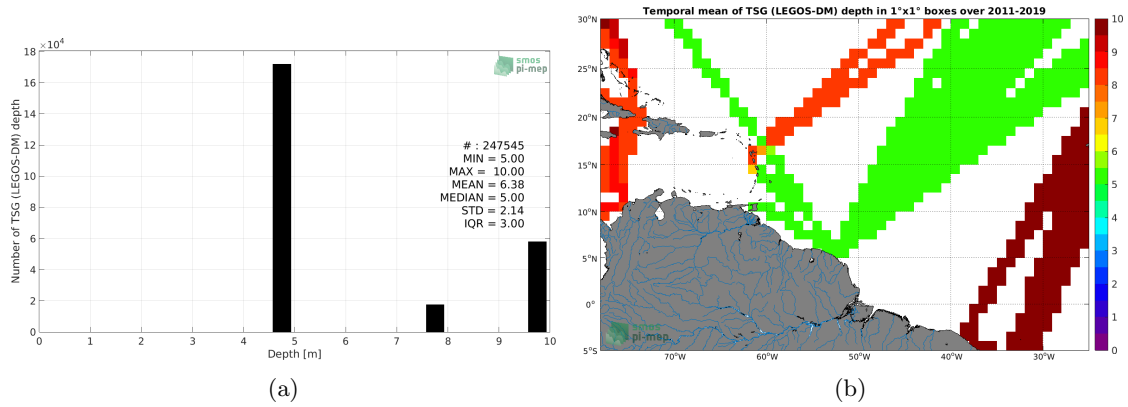 ×10⁴
18
16
14
12
10
8
6
4
2
0
Number of TSG (LEGOS-DM) depth
smos
pi-mep
# : 247545
MIN = 5.00
MAX = 10.00
MEAN = 6.38
MEDIAN = 5.00
STD = 2.14
IQR = 3.00
0 1 2 3 4 5 6 7 8 9 10
Depth [m]
(a)
Temporal mean of TSG (LEGOS-DM) depth in 1°x1° boxes over 2011-2019
30°N
25°N
20°N
15°N
10°N
5°N
0°
5°S
70°W 60°W 50°W 40°W 30°W
smos
pi-mep
10
9
8
7
6
5
4
3
2
1
0
(b)